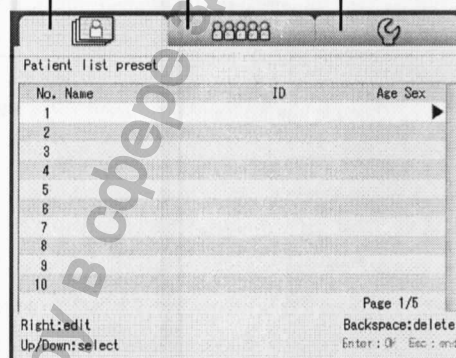 Patient list preset
No. Name ID Age Sex
1
2
3
4
5
6
7
8
9
10
Page 1/5
Right:edit Backspace:delete
Up/Down:select Enter:OK Esc:end
в сфере